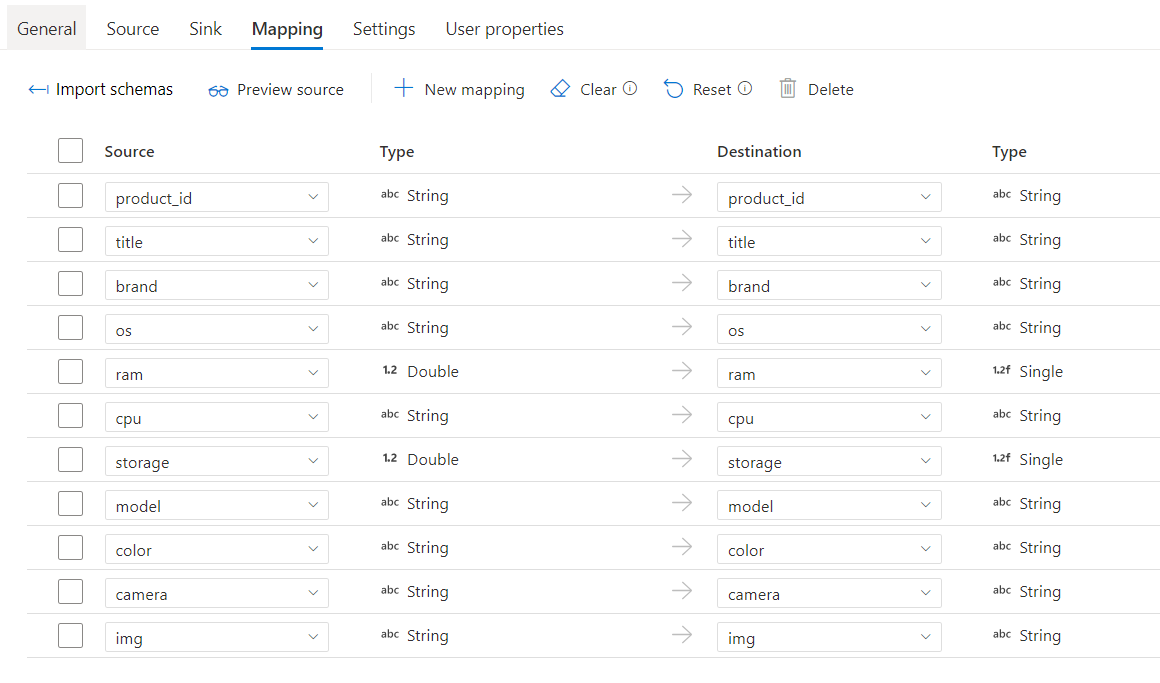 General Source Sink Mapping Settings User properties
Import schemas Preview source New mapping Clear Reset Delete
Source Type Destination Type
product_id abc String product_id abc String
title abc String title abc String
brand abc String brand abc String
os abc String os abc String
ram 1.2 Double ram 1.2f Single
cpu abc String cpu abc String
storage 1.2 Double storage 1.2f Single
model abc String model abc String
color abc String color abc String
camera abc String camera abc String
img abc String img abc String